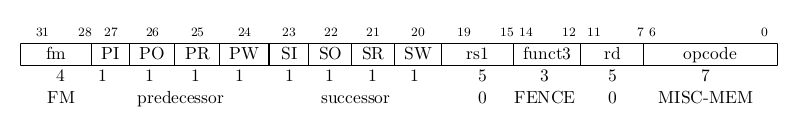 31 28 27 26 25 24 23 22 21 20 19 15 14 12 11 7 6 0
fm PI PO PR PW SI SO SR SW rs1 funct3 rd opcode
4 1 1 1 1 1 1 1 1 5 3 5 7
FM predecessor successor 0 FENCE 0 MISC-MEM